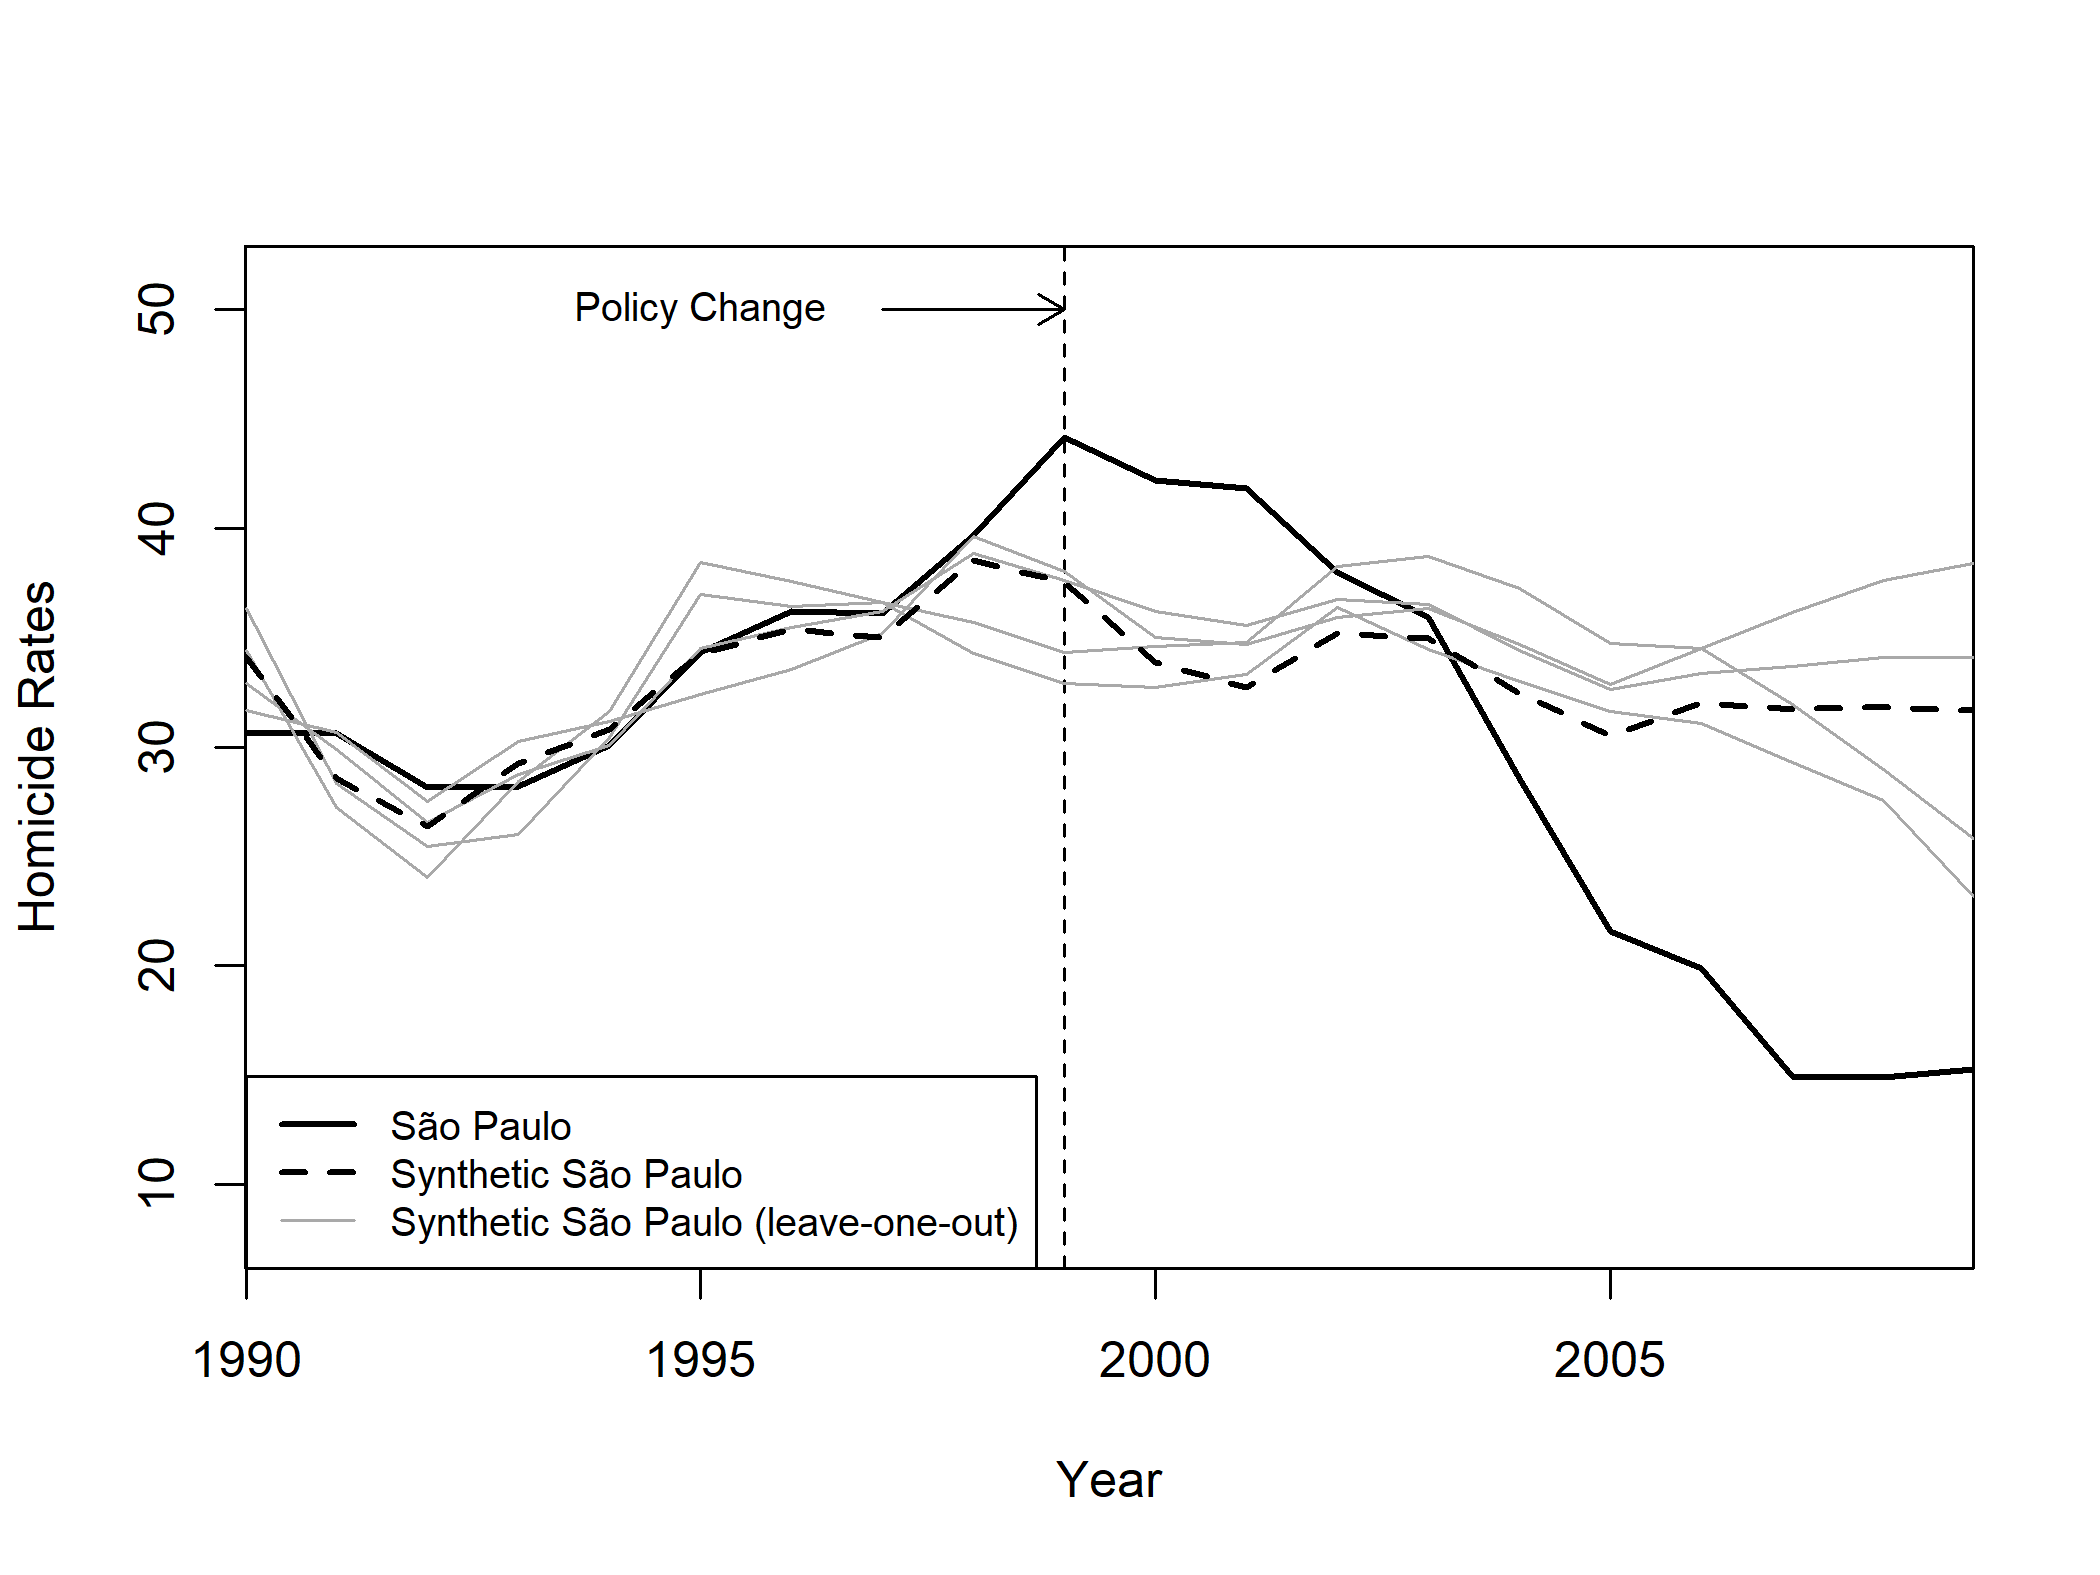 Policy Change
Homicide Rates
50
40
30
20
10
São Paulo
Synthetic São Paulo
Synthetic São Paulo (leave-one-out)
1990 1995 2000 2005
Year